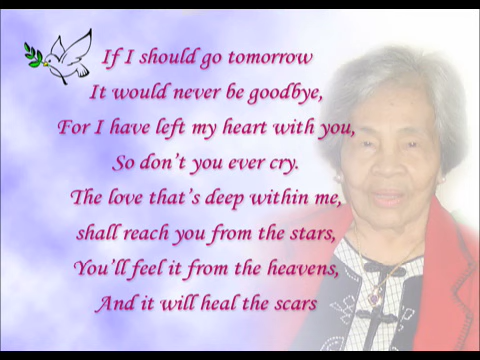 If I should go tomorrow
It would never be goodbye,
For I have left my heart with you,
So don't you ever cry.
The love that's deep within me,
shall reach you from the stars,
You'll feel it from the heavens,
And it will heal the scars